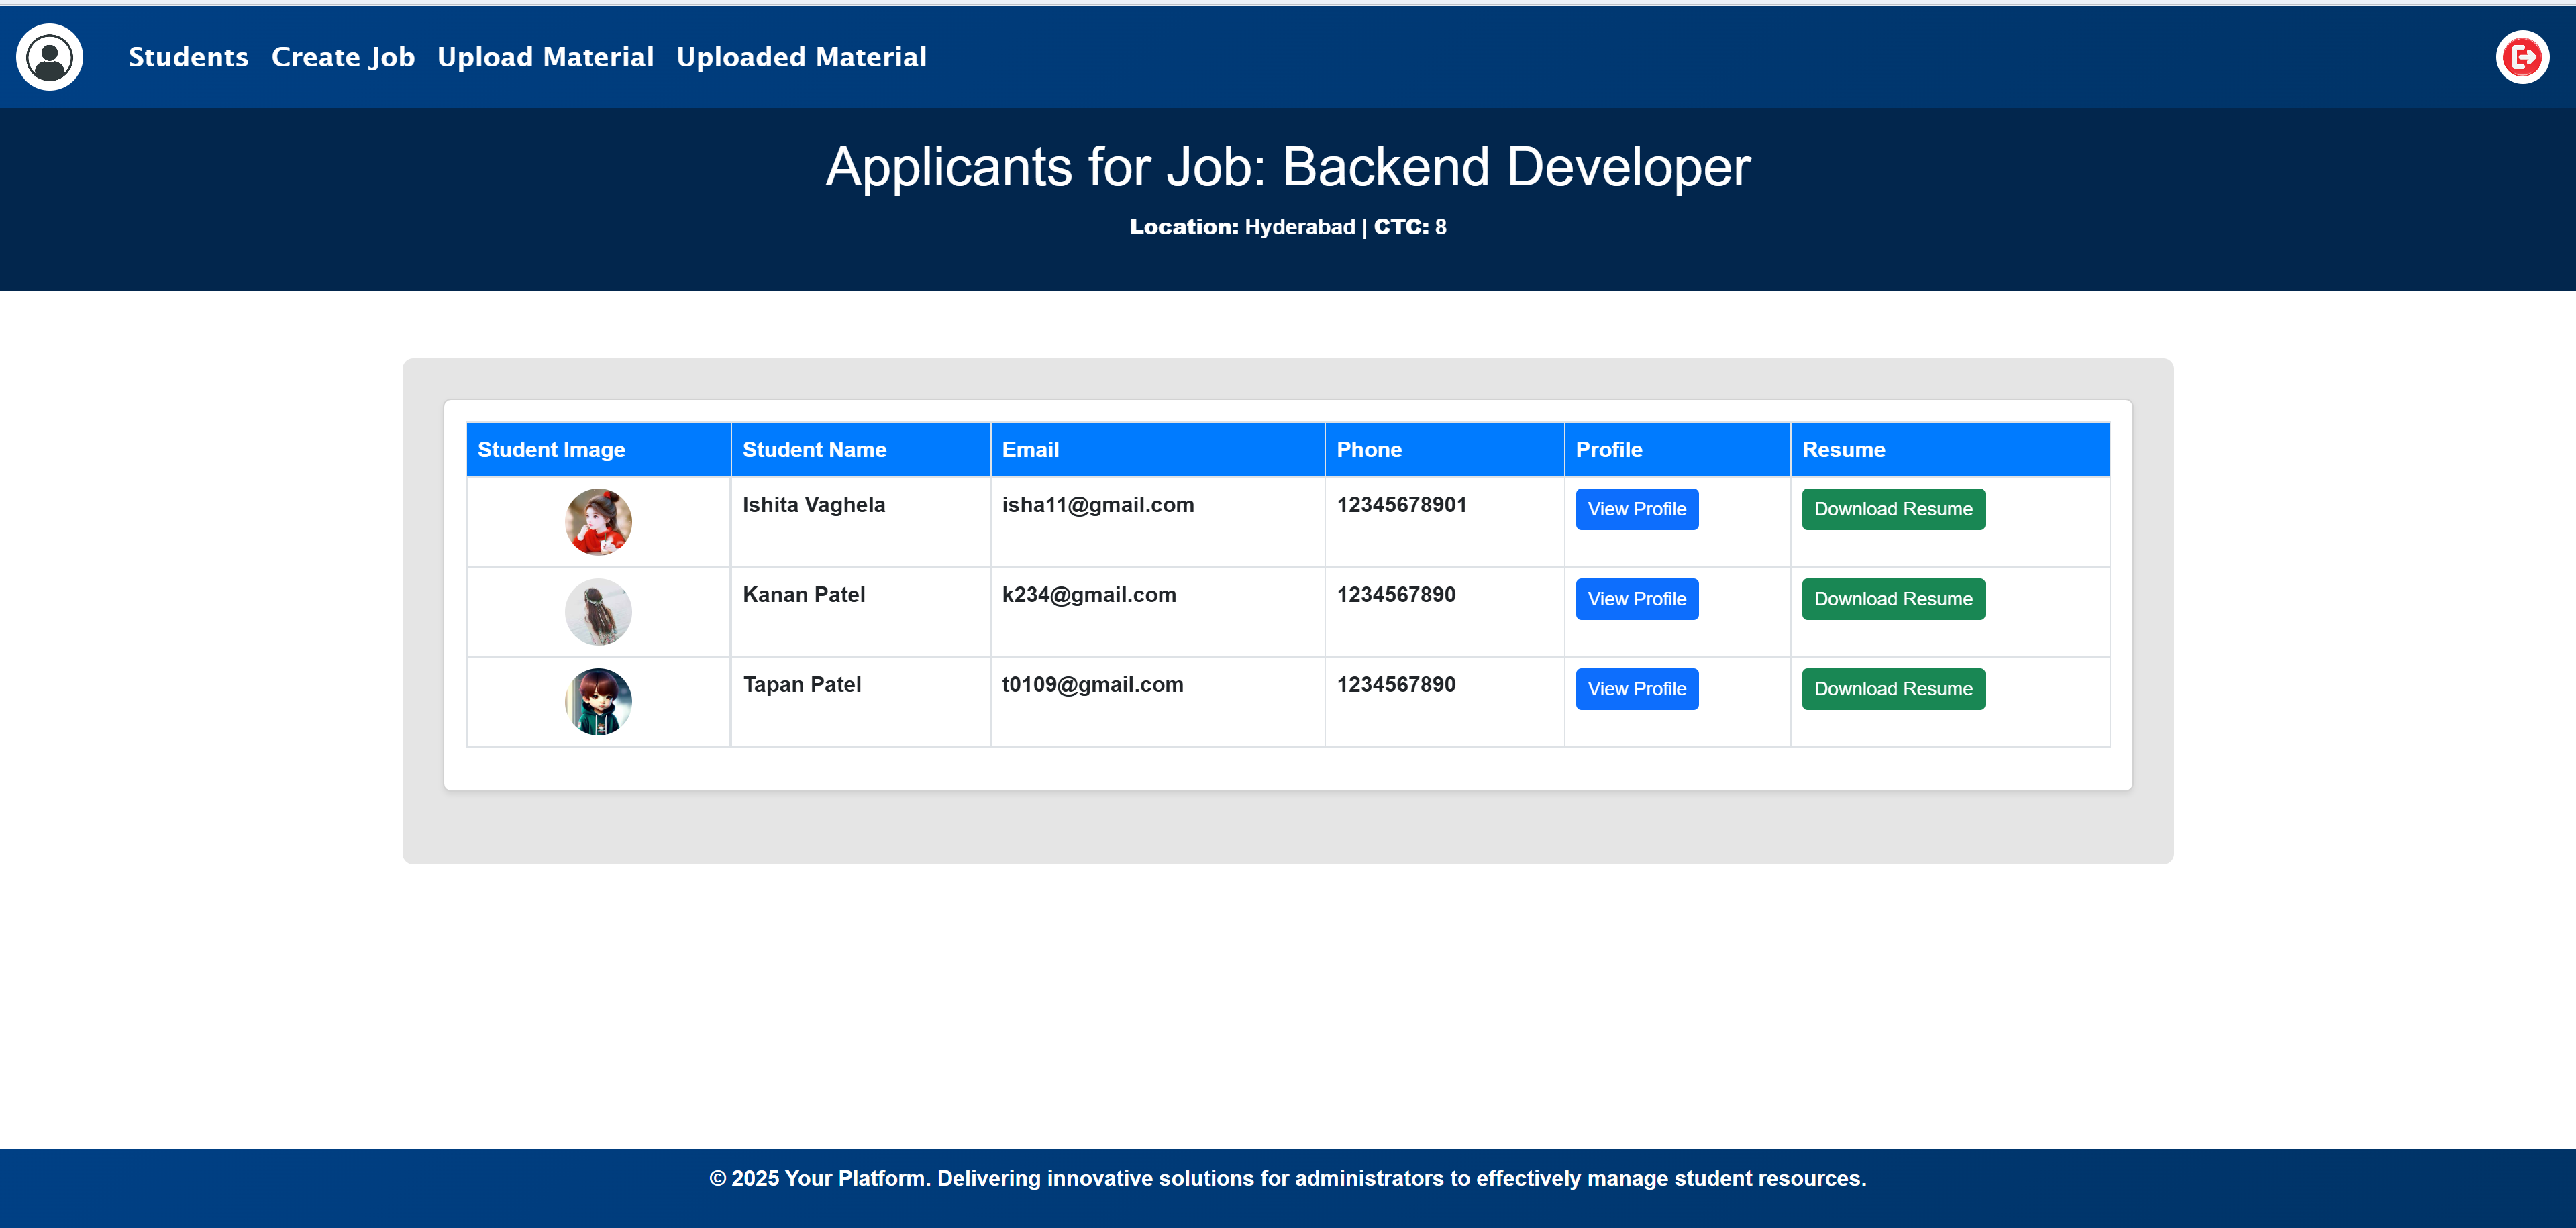 Students Create Job Upload Material Uploaded Material
Applicants for Job: Backend Developer
Location: Hyderabad | CTC: 8
Student Image Student Name Email Phone Profile Resume
Ishita Vaghela isha11@gmail.com 12345678901 View Profile Download Resume
Kanan Patel k234@gmail.com 1234567890 View Profile Download Resume
Tapan Patel t0109@gmail.com 1234567890 View Profile Download Resume
© 2025 Your Platform. Delivering innovative solutions for administrators to effectively manage student resources.